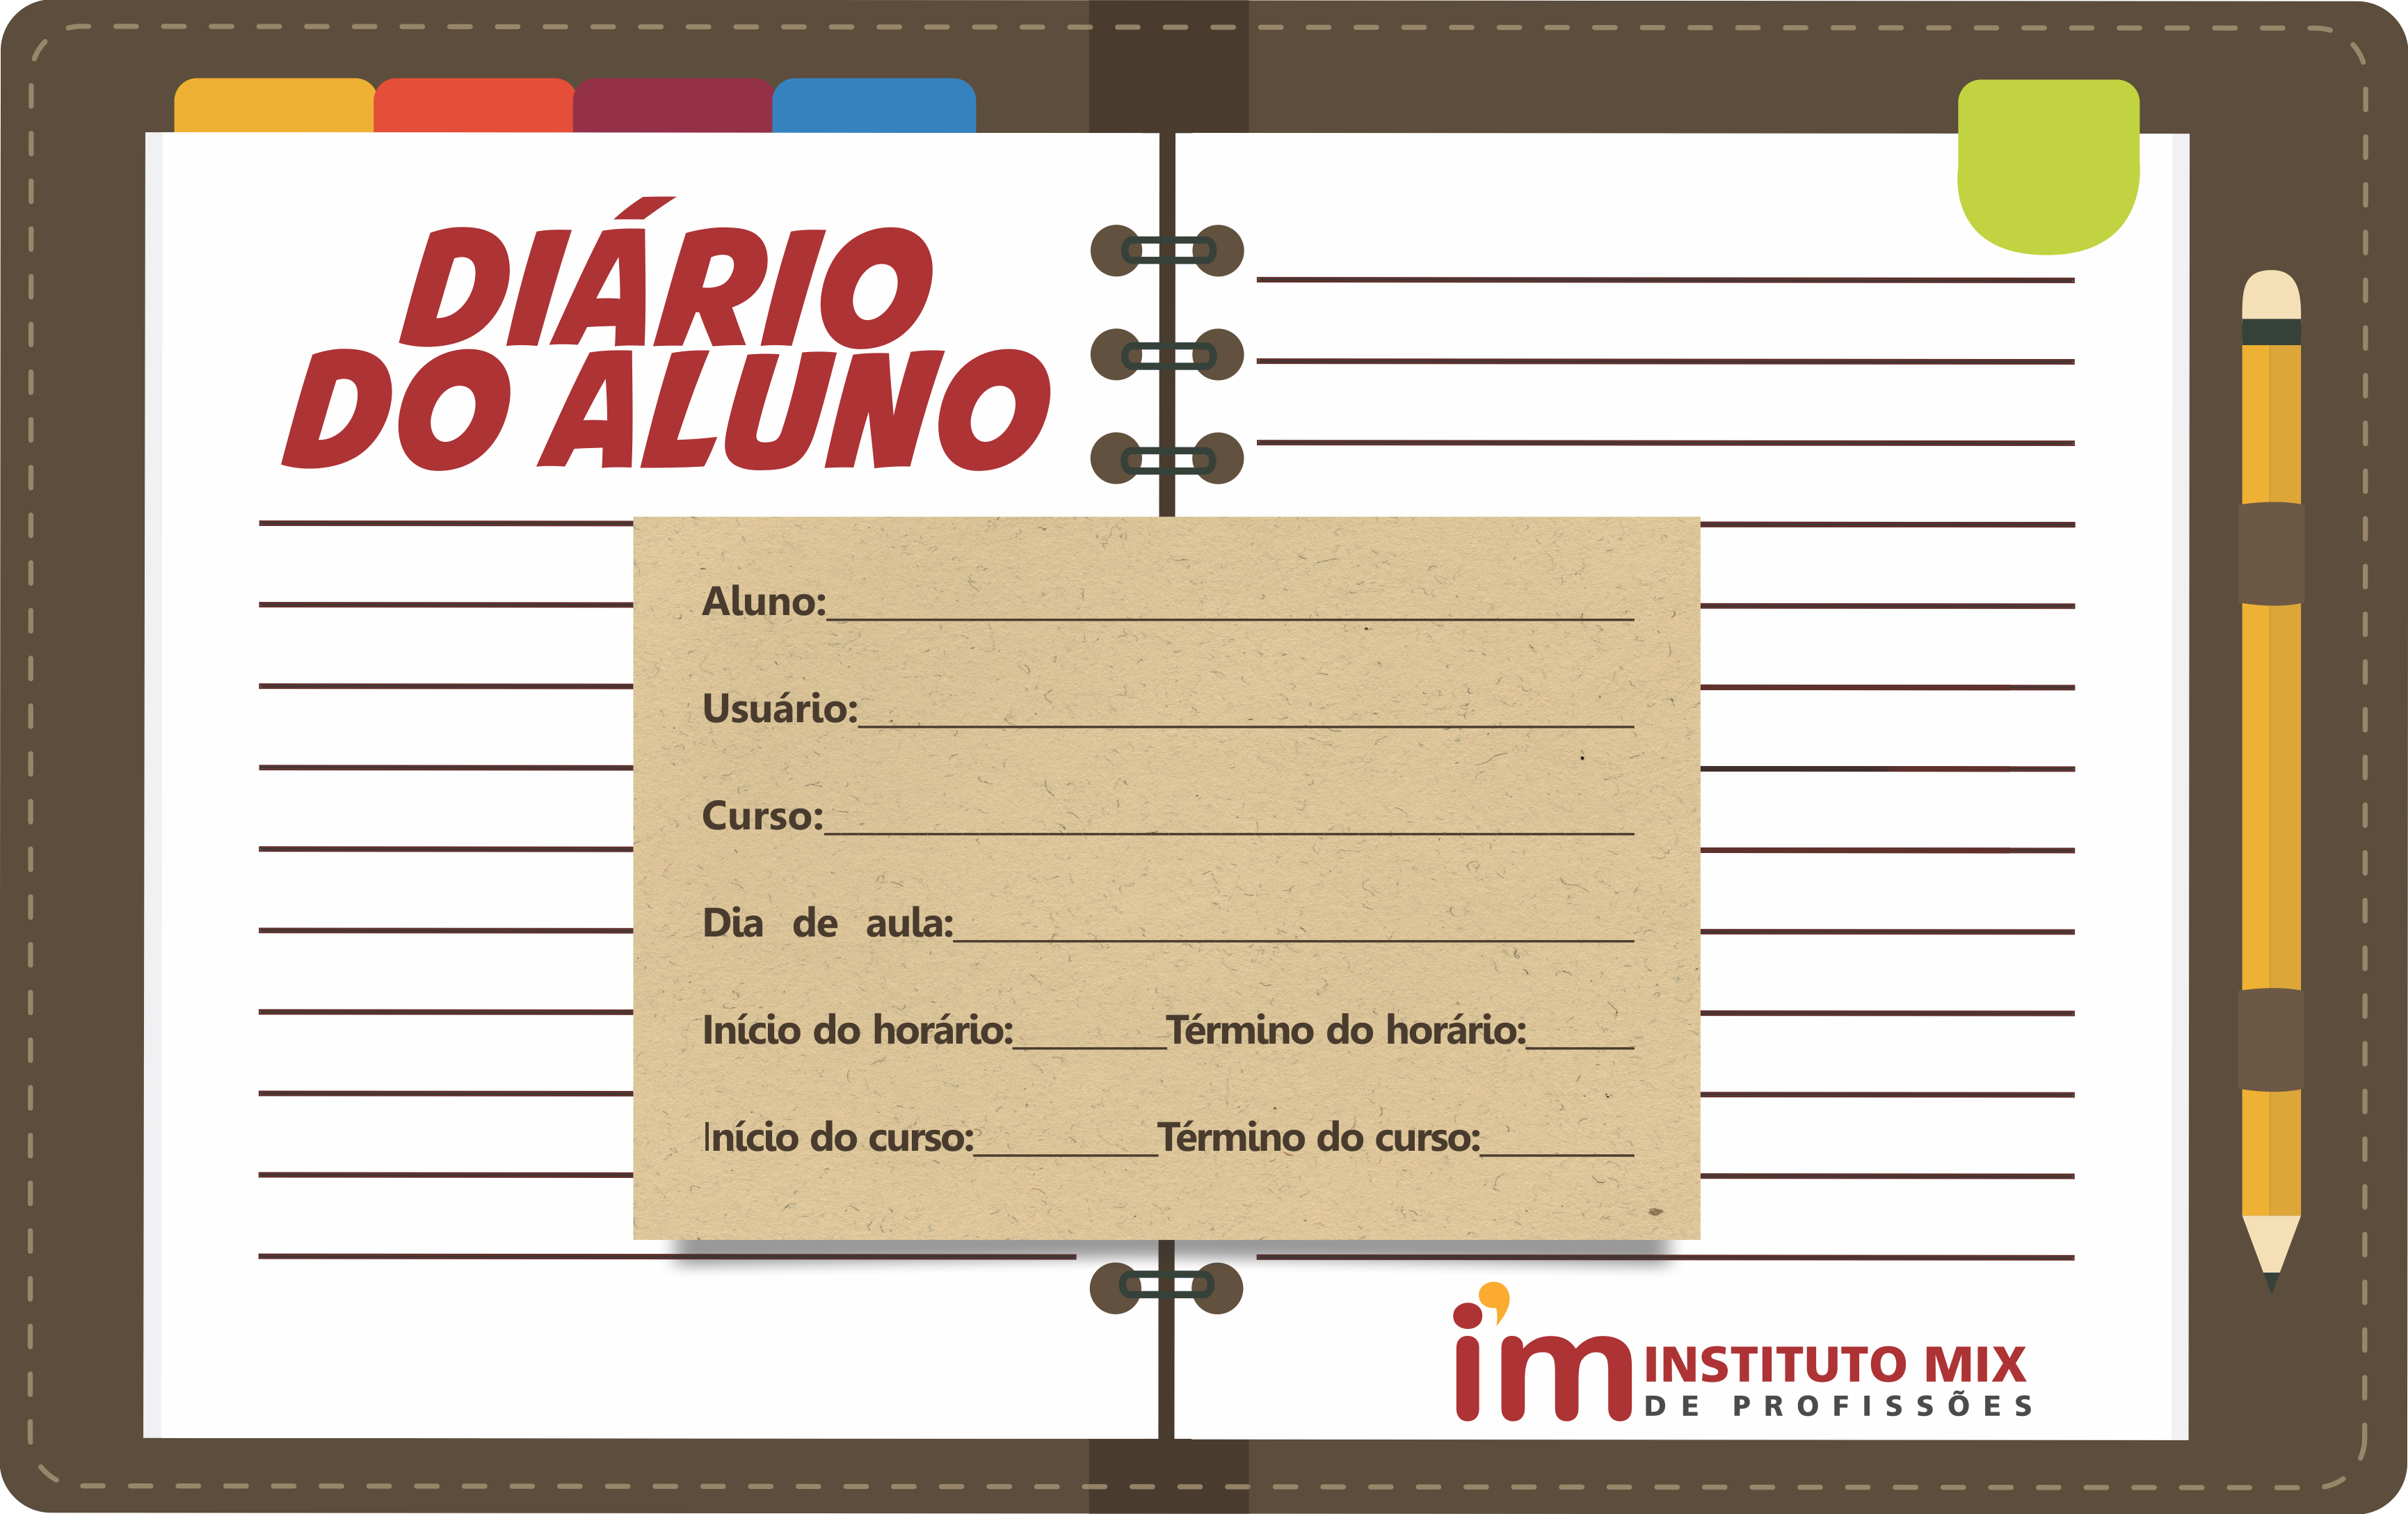 DIÁRIO
DO ALUNO
Aluno:
Usuário:
Curso:
Dia de aula:
Início do horário: Término do horário:
Início do curso: Término do curso:
i'm INSTITUTO MIX
DE PROFISSÕES